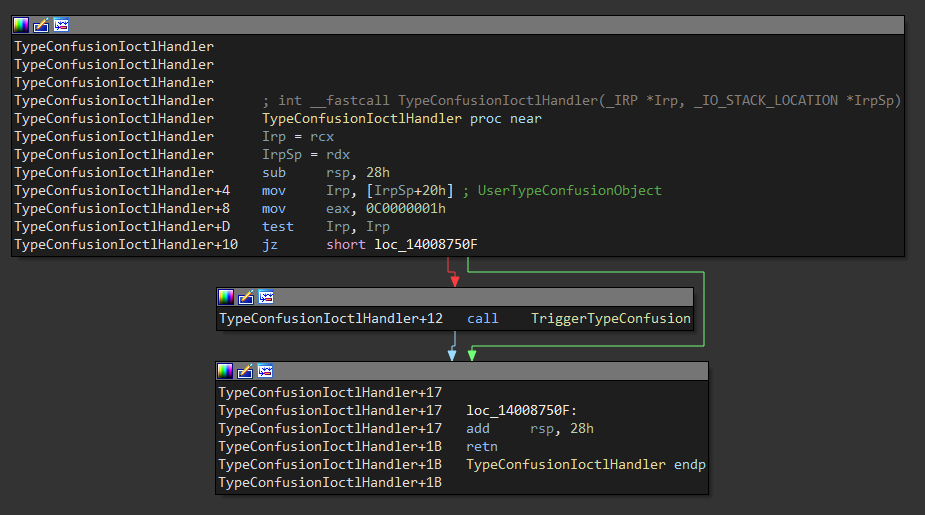 TypeConfusionIoctlHandler
TypeConfusionIoctlHandler
TypeConfusionIoctlHandler
TypeConfusionIoctlHandler ; int __fastcall TypeConfusionIoctlHandler(_IRP *Irp, _IO_STACK_LOCATION *IrpSp)
TypeConfusionIoctlHandler TypeConfusionIoctlHandler proc near
TypeConfusionIoctlHandler Irp = rcx
TypeConfusionIoctlHandler IrpSp = rdx
TypeConfusionIoctlHandler sub rsp, 28h
TypeConfusionIoctlHandler+4 mov Irp, [IrpSp+20h] ; UserTypeConfusionObject
TypeConfusionIoctlHandler+8 mov eax, 0C0000001h
TypeConfusionIoctlHandler+D test Irp, Irp
TypeConfusionIoctlHandler+10 jz short loc_14008750F
TypeConfusionIoctlHandler+12 call TriggerTypeConfusion
TypeConfusionIoctlHandler+17
TypeConfusionIoctlHandler+17 loc_14008750F:
TypeConfusionIoctlHandler+17 add rsp, 28h
TypeConfusionIoctlHandler+1B retn
TypeConfusionIoctlHandler+1B TypeConfusionIoctlHandler endp
TypeConfusionIoctlHandler+1B